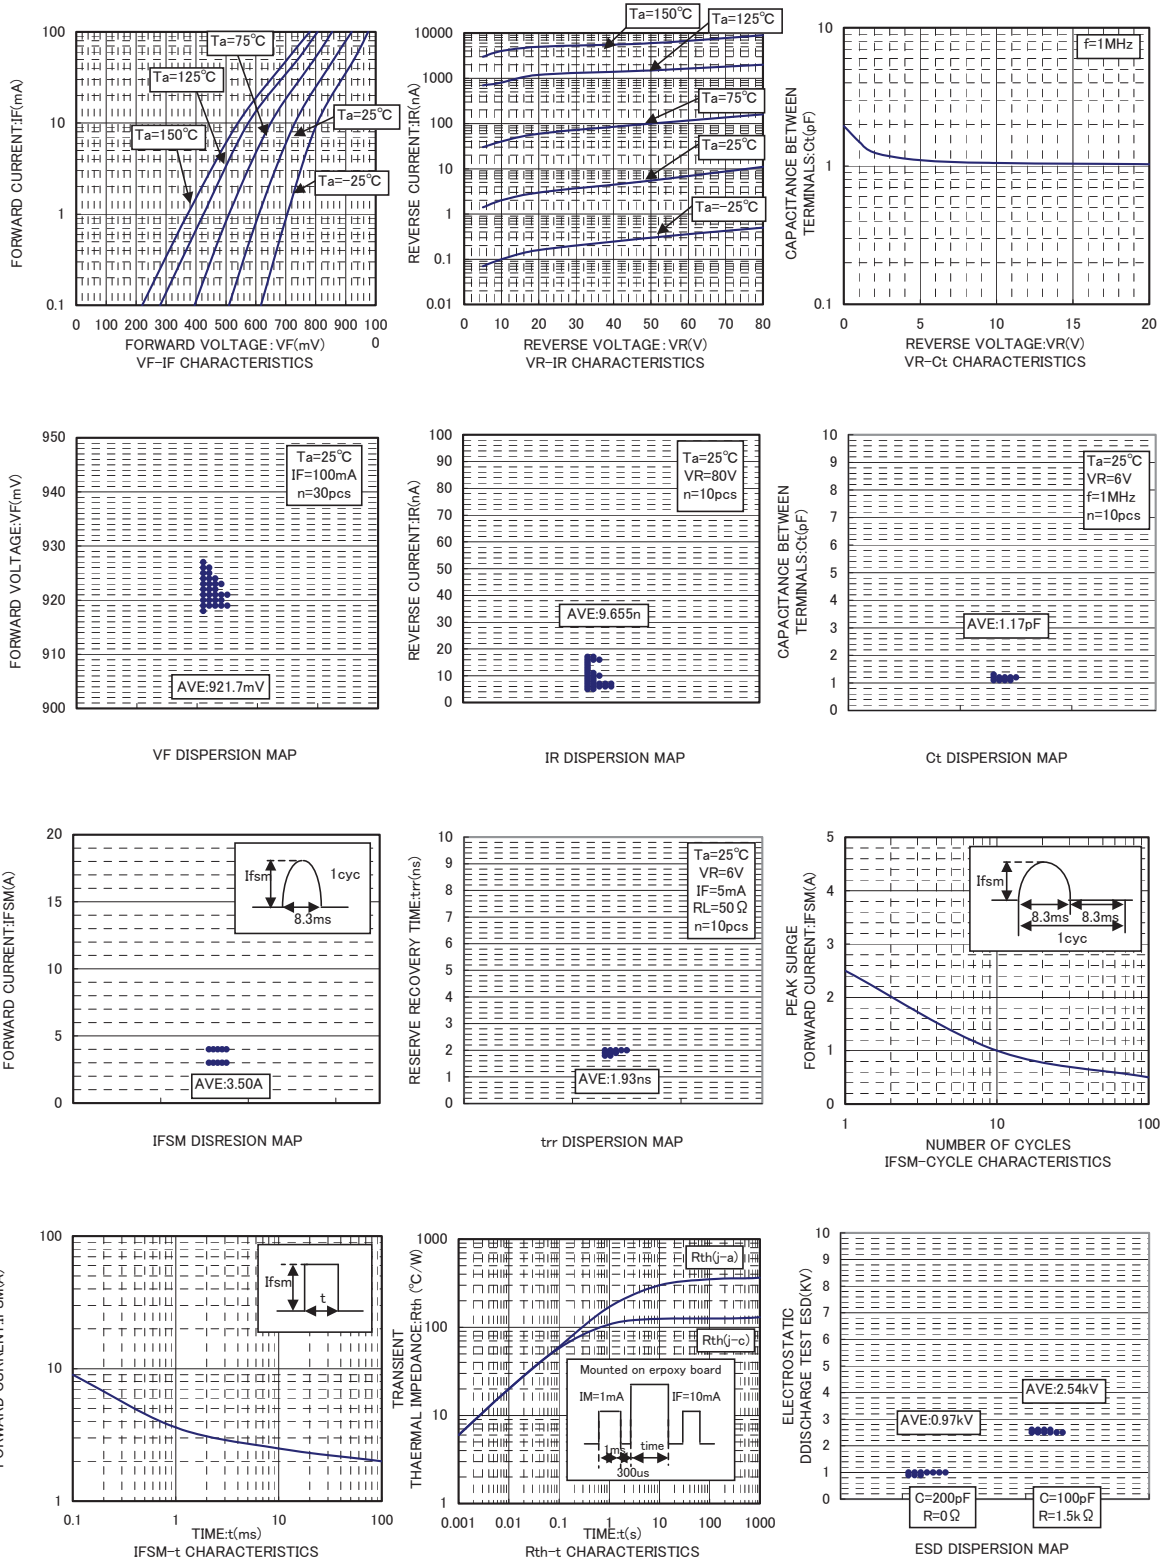 FORWARD CURRENT:IF(mA)
100
10
1
0.1
Ta=75℃
Ta=125℃
Ta=150℃
Ta=25℃
Ta=-25℃
0 100 200 300 400 500 600 700 800 900 100
0
FORWARD VOLTAGE:VF(mV)
VF-IF CHARACTERISTICS
REVERSE CURRENT:IR(nA)
10000
1000
100
10
1
0.1
0.01
Ta=150℃
Ta=125℃
Ta=75℃
Ta=25℃
Ta=-25℃
0 10 20 30 40 50 60 70 80
REVERSE VOLTAGE:VR(V)
VR-IR CHARACTERISTICS
CAPACITANCE BETWEEN
TERMINALS:Ct(pF)
10
1
0.1
f=1MHz
0 5 10 15 20
REVERSE VOLTAGE:VR(V)
VR-Ct CHARACTERISTICS
FORWARD VOLTAGE:VF(mV)
950
940
930
920
910
900
Ta=25℃
IF=100mA
n=30pcs
AVE:921.7mV
VF DISPERSION MAP
REVERSE CURRENT:IR(nA)
100
90
80
70
60
50
40
30
20
10
0
Ta=25℃
VR=80V
n=10pcs
AVE:9.655n
IR DISPERSION MAP
CAPACITANCE BETWEEN
TERMINALS:Ct(pF)
10
9
8
7
6
5
4
3
2
1
0
Ta=25℃
VR=6V
f=1MHz
n=10pcs
AVE:1.17pF
Ct DISPERSION MAP
FORWARD CURRENT:IFSM(A)
20
15
10
5
0
Ifsm
1cyc
8.3ms
AVE:3.50A
IFSM DISRESION MAP
RESERVE RECOVERY TIME:trr(ns)
10
9
8
7
6
5
4
3
2
1
0
Ta=25℃
VR=6V
IF=5mA
RL=50Ω
n=10pcs
AVE:1.93ns
trr DISPERSION MAP
PEAK SURGE
FORWARD CURRENT:IFSM(A)
5
4
3
2
1
0
Ifsm
8.3ms 8.3ms
1cyc
1 10 100
NUMBER OF CYCLES
IFSM-CYCLE CHARACTERISTICS
100
10
1
Ifsm
t
0.1 1 10 100
TIME:t(ms)
IFSM-t CHARACTERISTICS
TRANSIENT
THAERMAL IMPEDANCE:Rth (℃/W)
1000
100
10
1
Rth(j-a)
Rth(j-c)
Mounted on erpoxy board
IM=1mA IF=10mA
1ms time
300us
0.001 0.01 0.1 1 10 100 1000
TIME:t(s)
Rth-t CHARACTERISTICS
ELECTROSTATIC
DDISCHARGE TEST ESD(KV)
10
9
8
7
6
5
4
3
2
1
0
AVE:2.54kV
AVE:0.97kV
C=200pF
R=0Ω
C=100pF
R=1.5kΩ
ESD DISPERSION MAP